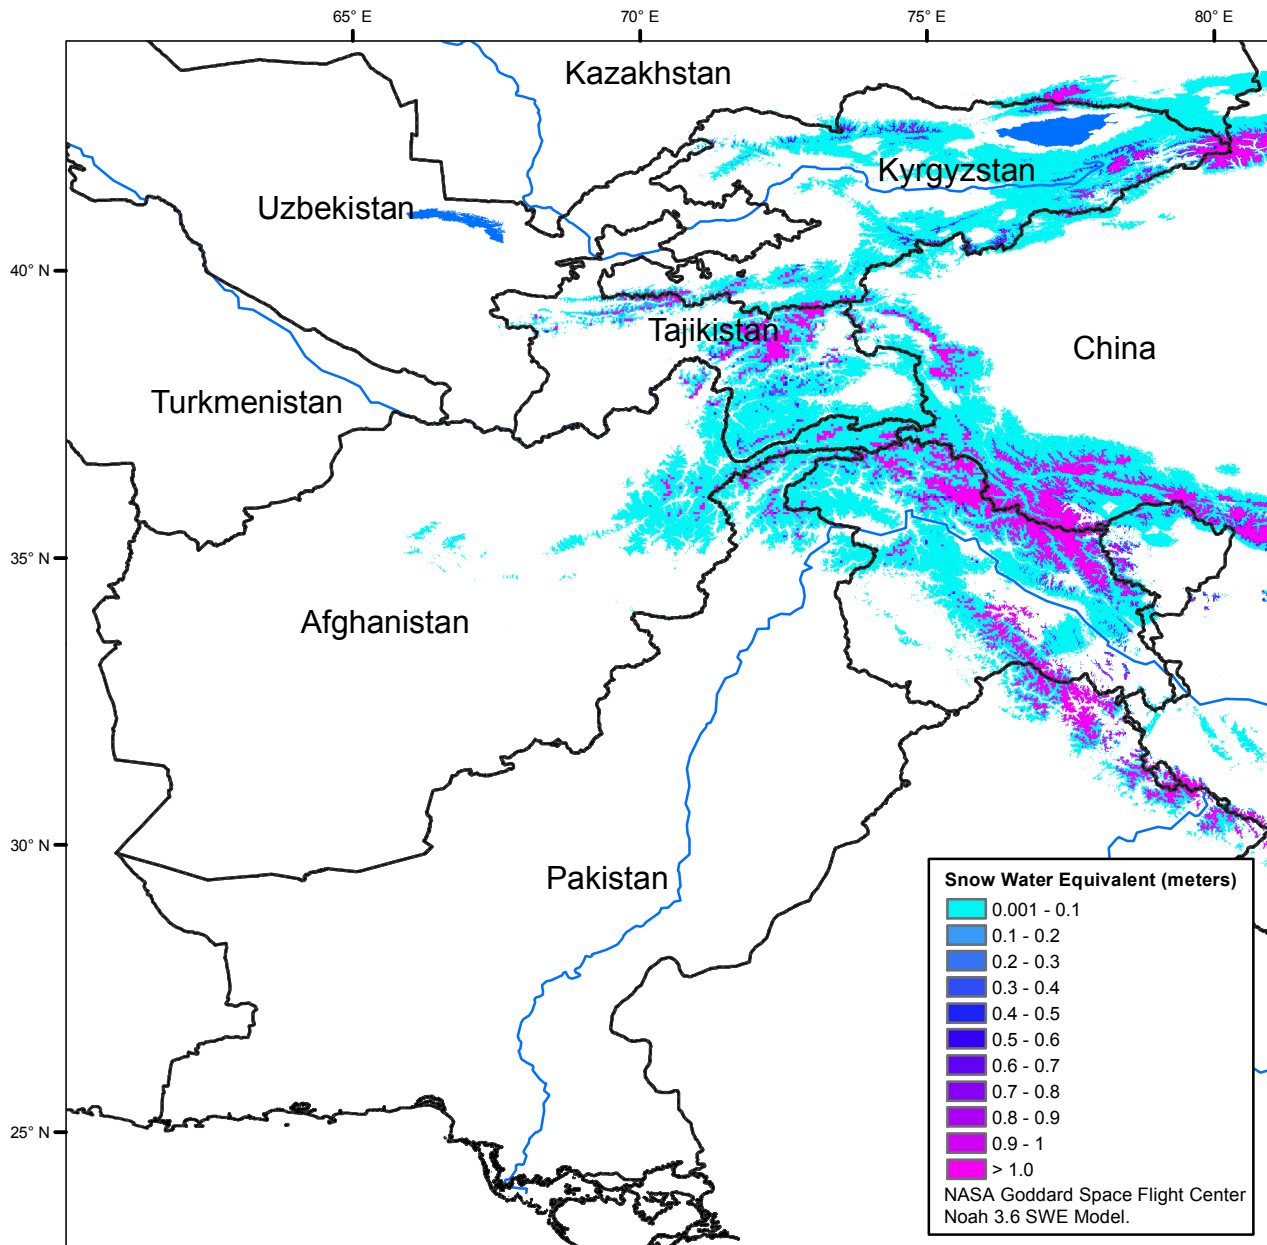 65° E
70° E
75° E
80° E
Kazakhstan
Kyrgyzstan
Uzbekistan
40° N
Tajikistan
China
Turkmenistan
35° N
Afghanistan
30° N
Pakistan
Snow Water Equivalent (meters)
0.001 - 0.1
0.1 - 0.2
0.2 - 0.3
0.3 - 0.4
0.4 - 0.5
0.5 - 0.6
0.6 - 0.7
0.7 - 0.8
0.8 - 0.9
0.9 - 1
> 1.0
NASA Goddard Space Flight Center
Noah 3.6 SWE Model.
25° N